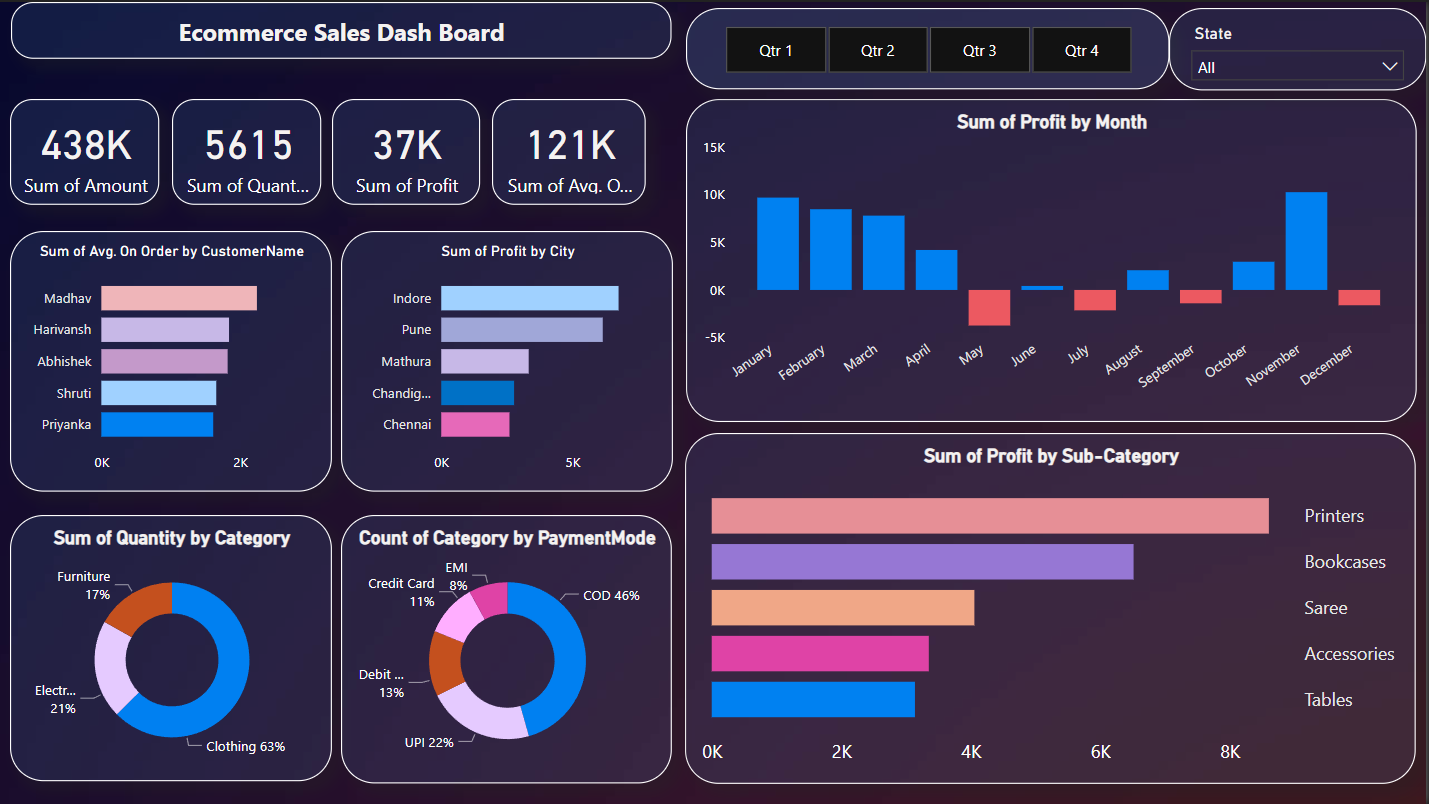 Ecommerce Sales Dash Board
Qtr 1
Qtr 2
Qtr 3
Qtr 4
State
All
438K
Sum of Amount
5615
Sum of Quant...
37K
Sum of Profit
121K
Sum of Avg. O...
Sum of Profit by Month
15K
10K
5K
0K
-5K
January
February
March
April
May
June
July
August
September
October
November
December
Sum of Avg. On Order by CustomerName
Madhav
Harivansh
Abhishek
Shruti
Priyanka
0K
2K
Sum of Profit by City
Indore
Pune
Mathura
Chandig...
Chennai
0K
5K
Sum of Profit by Sub-Category
Printers
Bookcases
Saree
Accessories
Tables
0K
2K
4K
6K
8K
Sum of Quantity by Category
Furniture
17%
Electr...
21%
Clothing 63%
Count of Category by PaymentMode
EMI
8%
Credit Card
11%
COD 46%
Debit ...
13%
UPI 22%